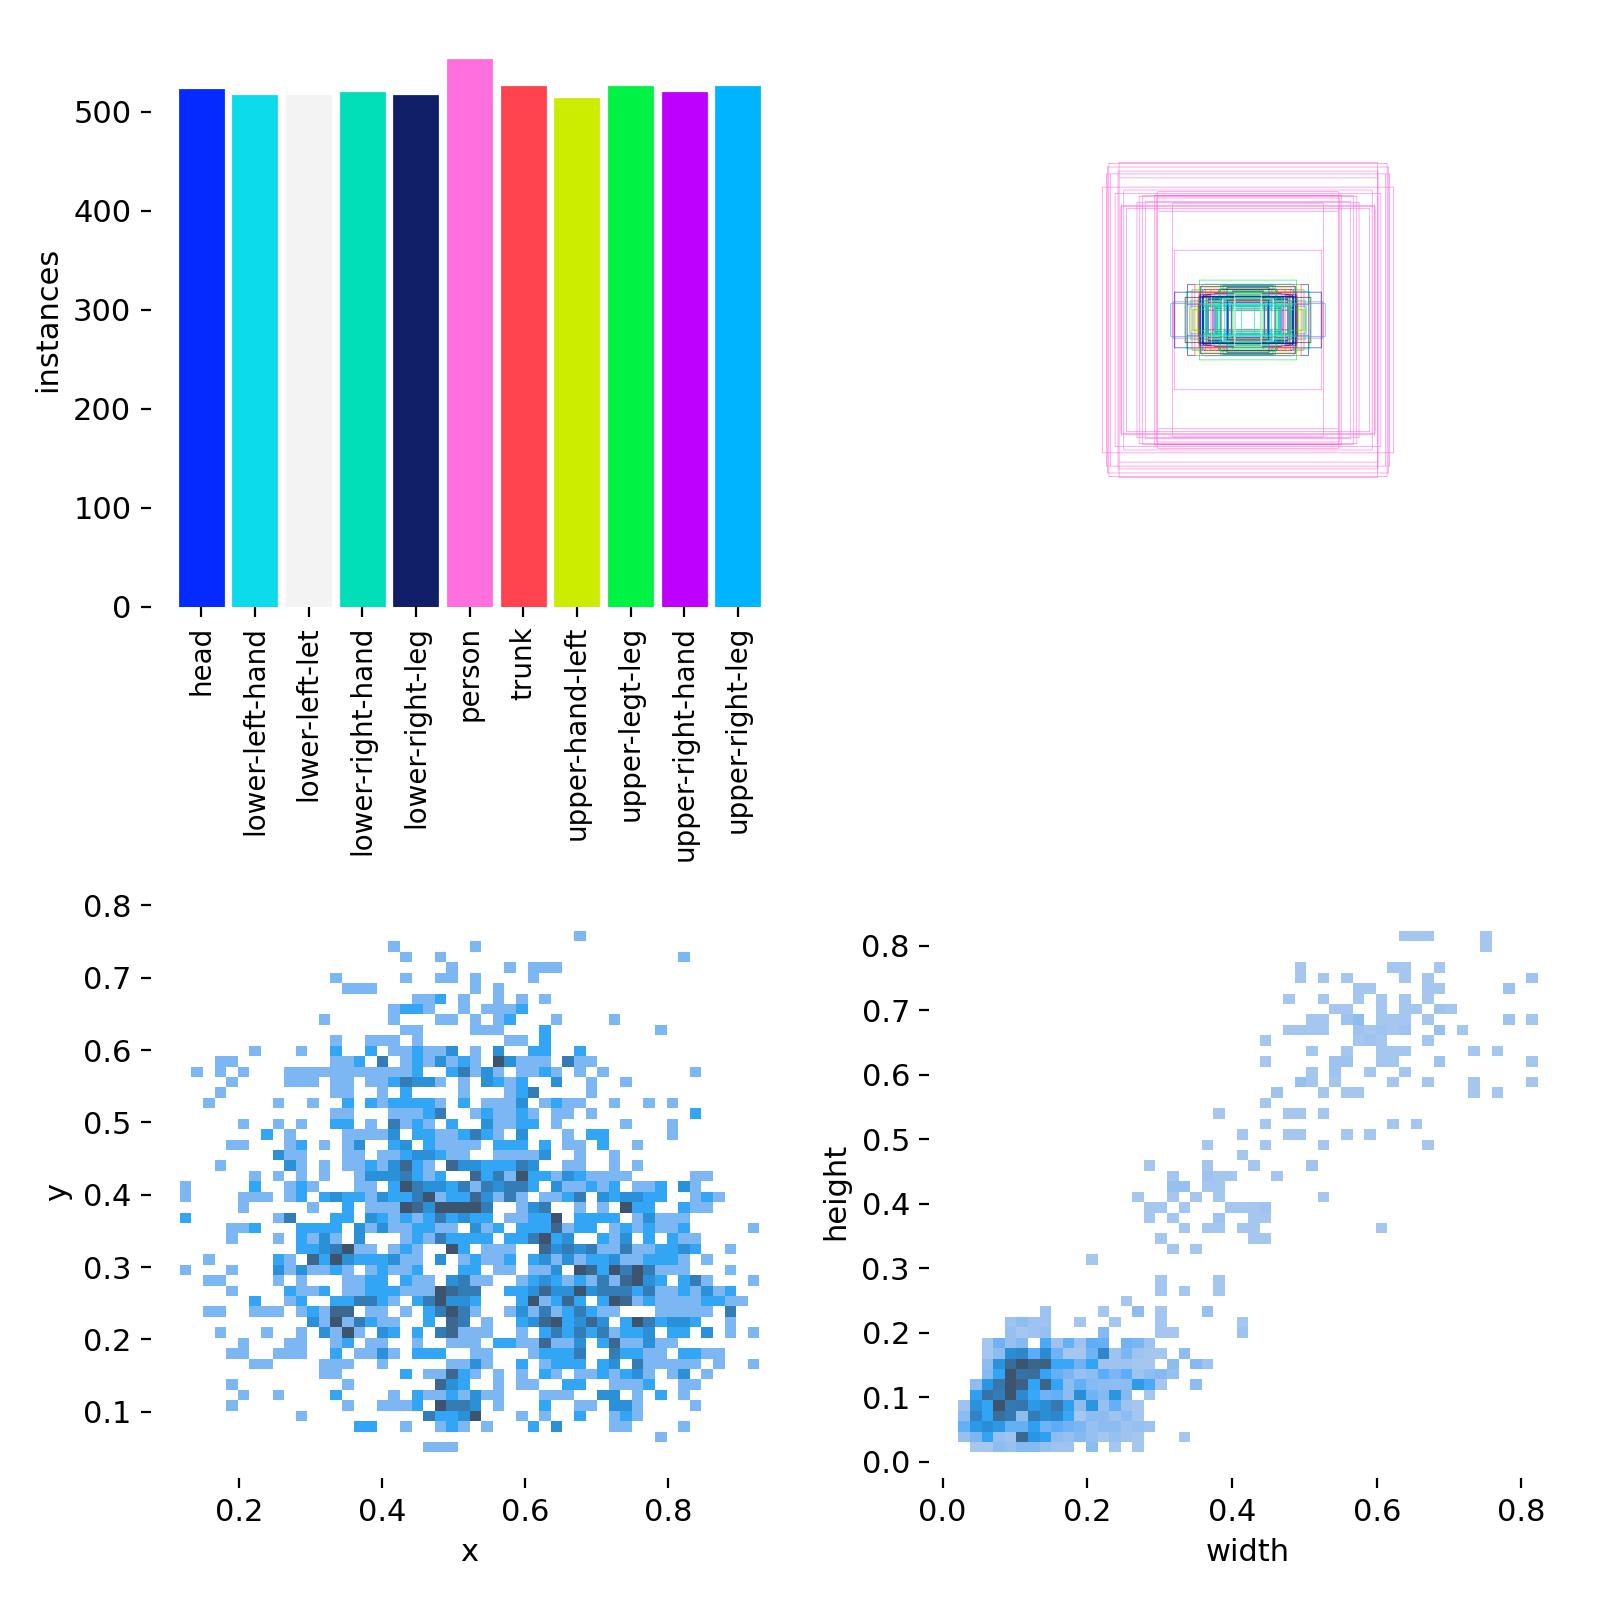 instances
500
400
300
200
100
0
head
lower-left-hand
lower-left-let
lower-right-hand
lower-right-leg
person
trunk
upper-hand-left
upper-legt-leg
upper-right-hand
upper-right-leg
y
0.8
0.7
0.6
0.5
0.4
0.3
0.2
0.1
0.2 0.4 0.6 0.8
x
height
0.8
0.7
0.6
0.5
0.4
0.3
0.2
0.1
0.0
0.0 0.2 0.4 0.6 0.8
width